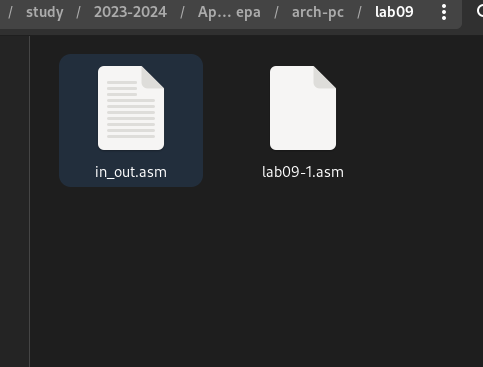 / study / 2023-2024 / Ap... epa / arch-pc / lab09
in_out.asm lab09-1.asm